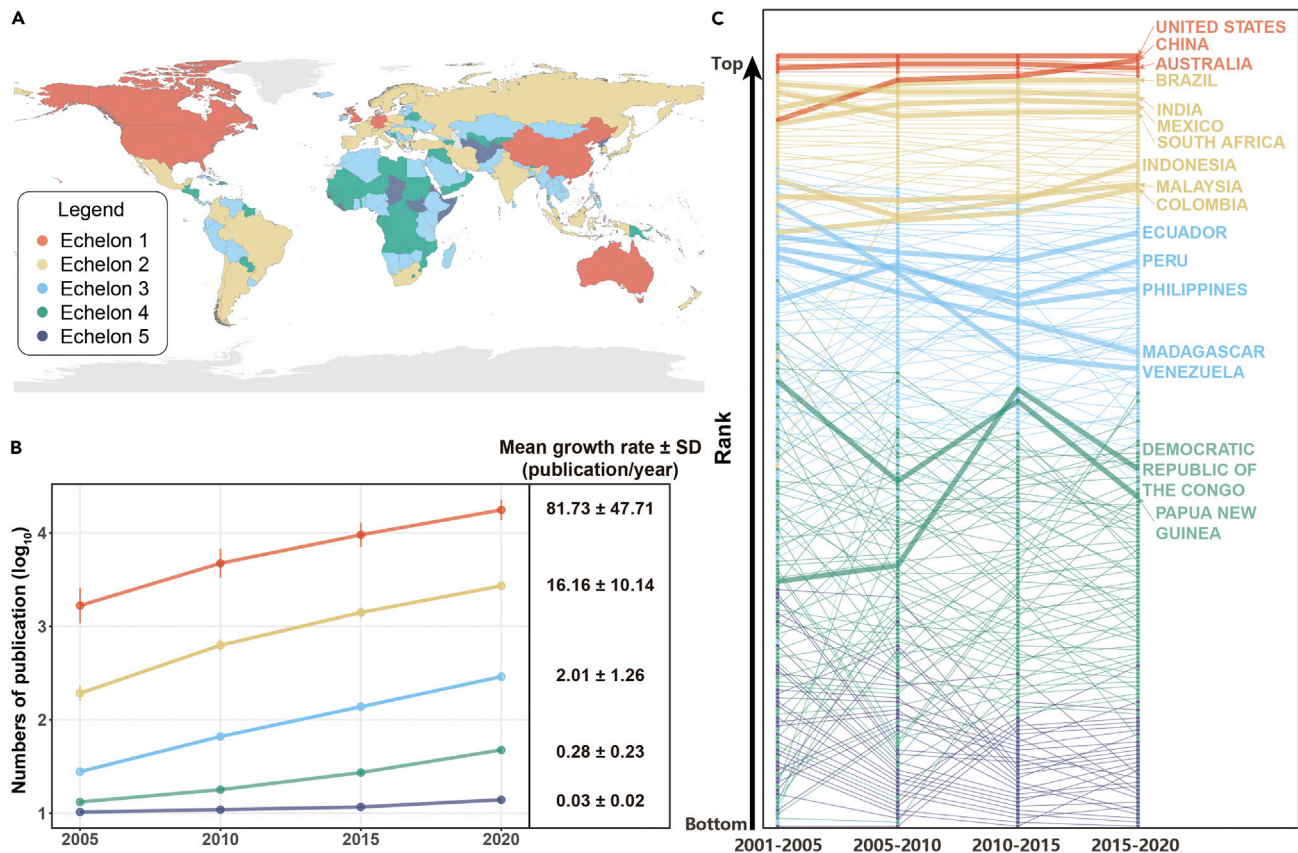 A
Legend
Echelon 1
Echelon 2
Echelon 3
Echelon 4
Echelon 5
B
Mean growth rate ± SD
(publication/year)
Numbers of publication (log10)
4
3
2
1
81.73 ± 47.71
16.16 ± 10.14
2.01 ± 1.26
0.28 ± 0.23
0.03 ± 0.02
2005
2010
2015
2020
C
Top
Rank
Bottom
UNITED STATES
CHINA
AUSTRALIA
BRAZIL
INDIA
MEXICO
SOUTH AFRICA
INDONESIA
MALAYSIA
COLOMBIA
ECUADOR
PERU
PHILIPPINES
MADAGASCAR
VENEZUELA
DEMOCRATIC
REPUBLIC OF
THE CONGO
PAPUA NEW
GUINEA
2001-2005
2005-2010
2010-2015
2015-2020